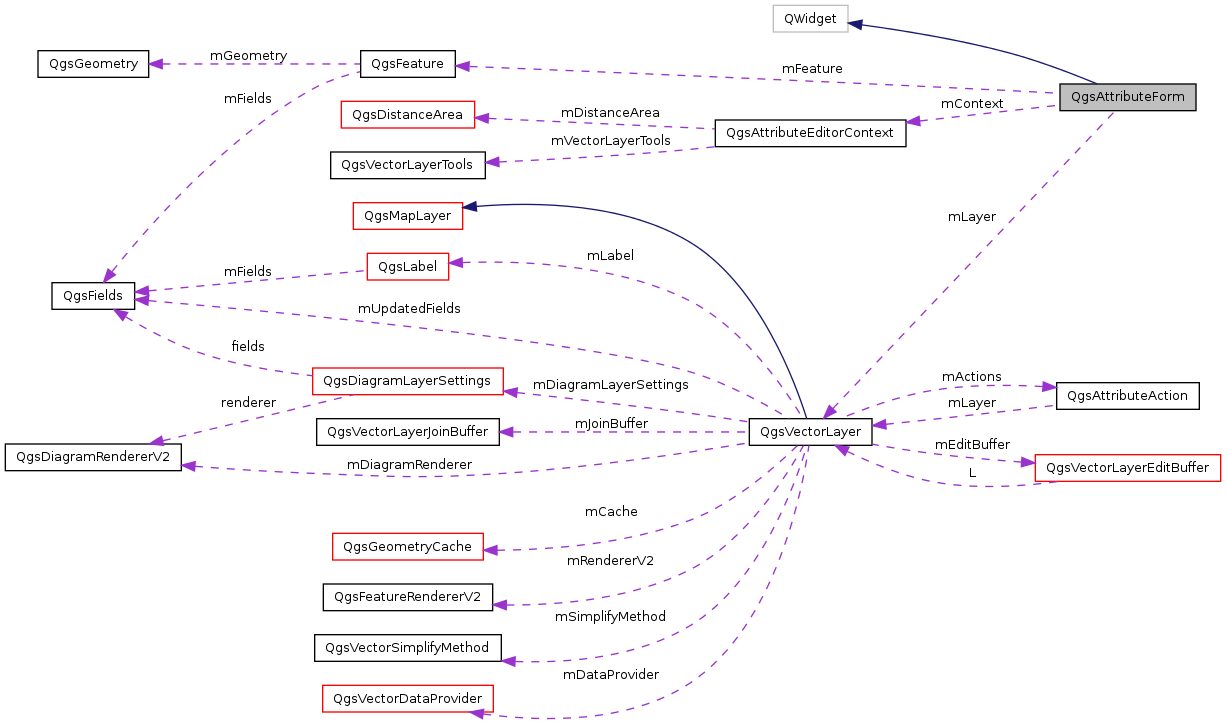 QWidget
mGeometry
QgsGeometry
QgsFeature
mFeature
mFields
QgsAttributeForm
mContext
QgsDistanceArea
mDistanceArea
QgsAttributeEditorContext
mVectorLayerTools
QgsVectorLayerTools
QgsMapLayer
mLayer
mLabel
QgsLabel
mFields
QgsFields
mUpdatedFields
fields
QgsDiagramLayerSettings
mDiagramLayerSettings
mActions
QgsAttributeAction
renderer
mLayer
mJoinBuffer
QgsVectorLayerJoinBuffer
QgsVectorLayer
mEditBuffer
QgsDiagramRendererV2
mDiagramRenderer
QgsVectorLayerEditBuffer
L
mCache
QgsGeometryCache
mRendererV2
QgsFeatureRendererV2
mSimplifyMethod
QgsVectorSimplifyMethod
mDataProvider
QgsVectorDataProvider